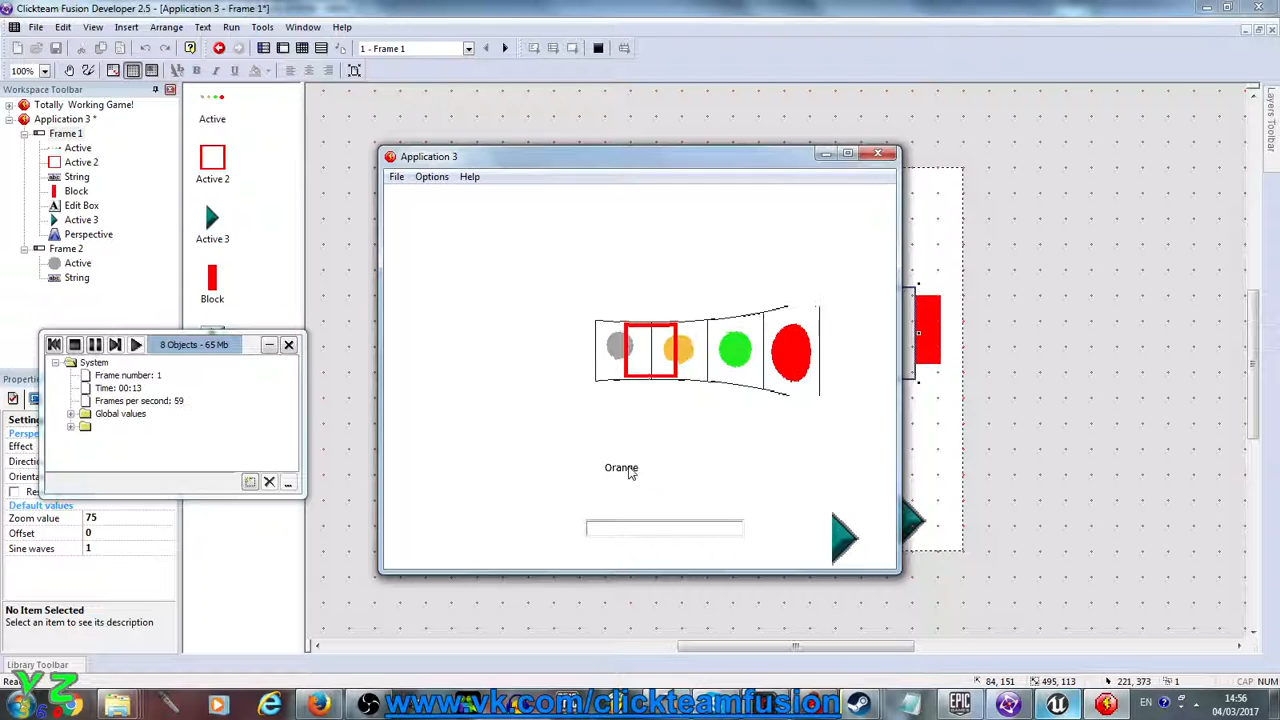 Clickteam Fusion Developer 2.5 - [Application 3 - Frame 1*]
File Edit View Insert Arrange Text Run Tools Window Help
1 - Frame 1
100%
Workspace Toolbar
Totally Working Game!
Application 3 *
Frame 1
Active
Active 2
String
Block
Edit Box
Active 3
Perspective
Frame 2
Active
String
Active
Active 2
Active 3
Block
Layers Toolbar
Application 3
File Options Help
Orange
8 Objects - 65 Mb
System
Frame number: 1
Time: 00:13
Frames per second: 59
Global values
Default values
Zoom value 75
Offset 0
Sine waves 1
No Item Selected
Select an item to see its description
Library Toolbar
84, 151
495, 113
221, 373
1
CAP NUM
YZ
www.vk.com/clickteamfusion
EPIC GAMES
EN
14:56
04/03/2017